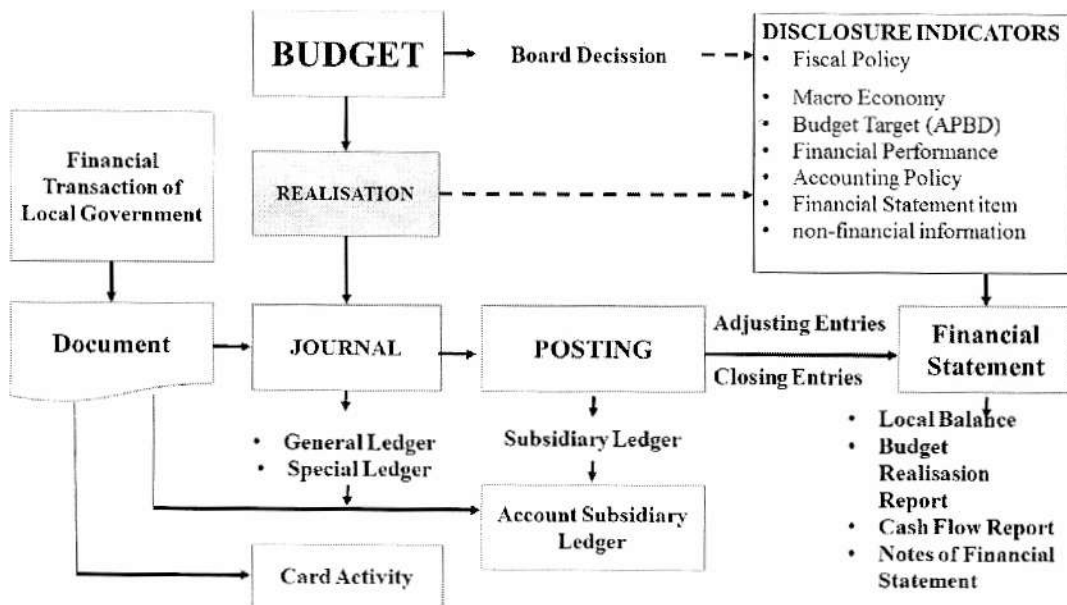 BUDGET
Board Decission
DISCLOSURE INDICATORS
• Fiscal Policy
• Macro Economy
• Budget Target (APBD)
• Financial Performance
• Accounting Policy
• Financial Statement item
• non-financial information
Financial
Transaction of
Local Government
REALISATION
Document
JOURNAL
POSTING
Adjusting Entries
Closing Entries
Financial
Statement
• General Ledger
• Special Ledger
Subsidiary Ledger
Account Subsidiary
Ledger
Card Activity
• Local Balance
• Budget
Realisasion
Report
• Cash Flow Report
• Notes of Financial
Statement